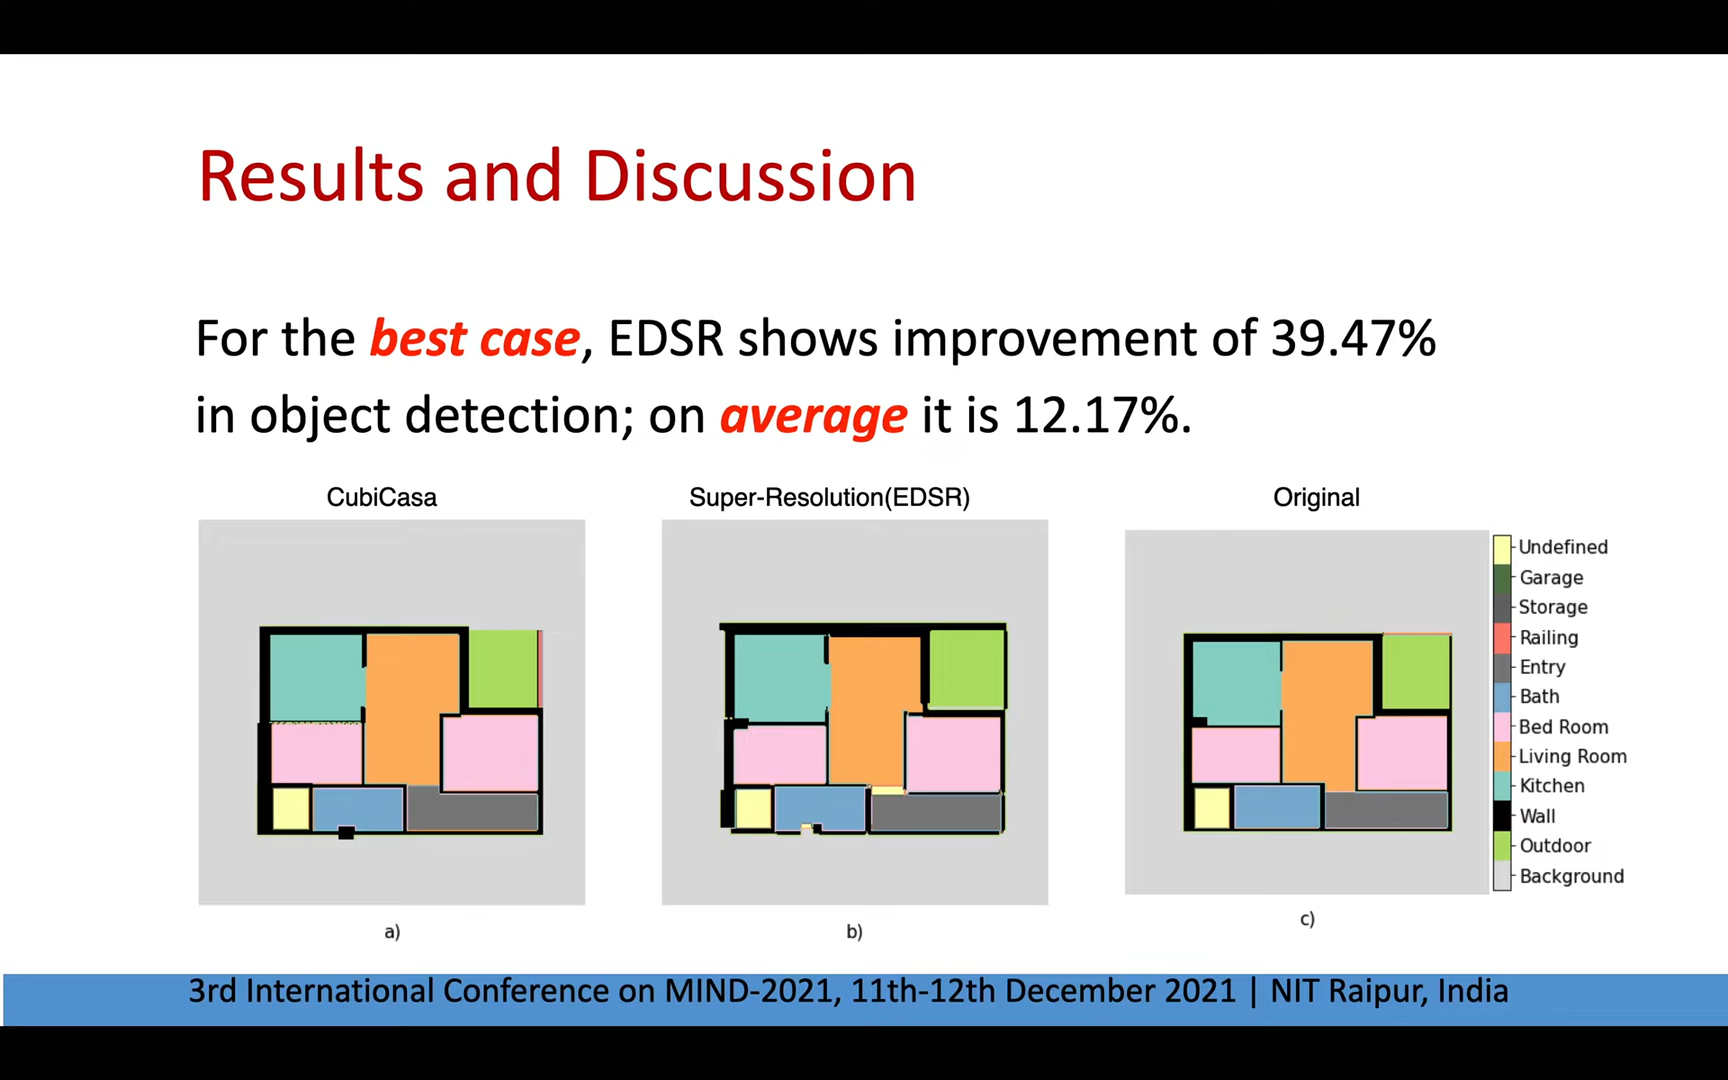 Results and Discussion
For the best case, EDSR shows improvement of 39.47%
in object detection; on average it is 12.17%.
CubiCasa
Super-Resolution(EDSR)
Original
Undefined
Garage
Storage
Railing
Entry
Bath
Bed Room
Living Room
Kitchen
Wall
Outdoor
Background
a)
b)
c)
3rd International Conference on MIND-2021, 11th-12th December 2021 | NIT Raipur, India